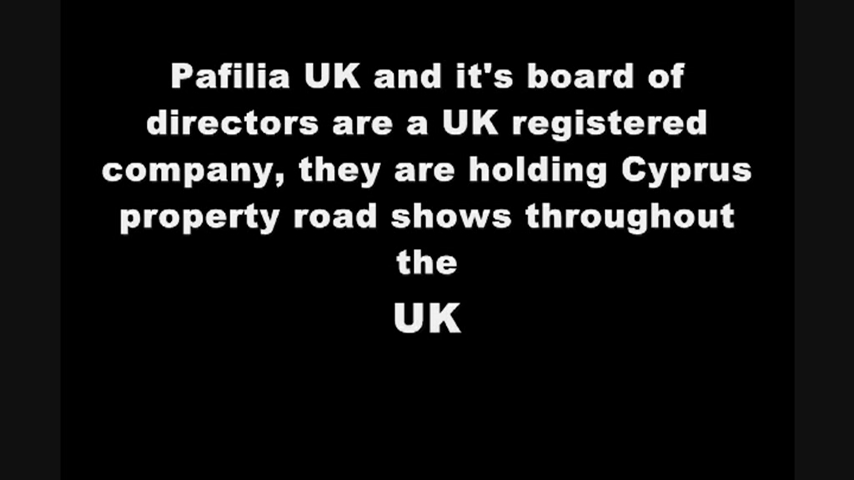 Pafilia UK and it's board of
directors are a UK registered
company, they are holding Cyprus
property road shows throughout
the
UK